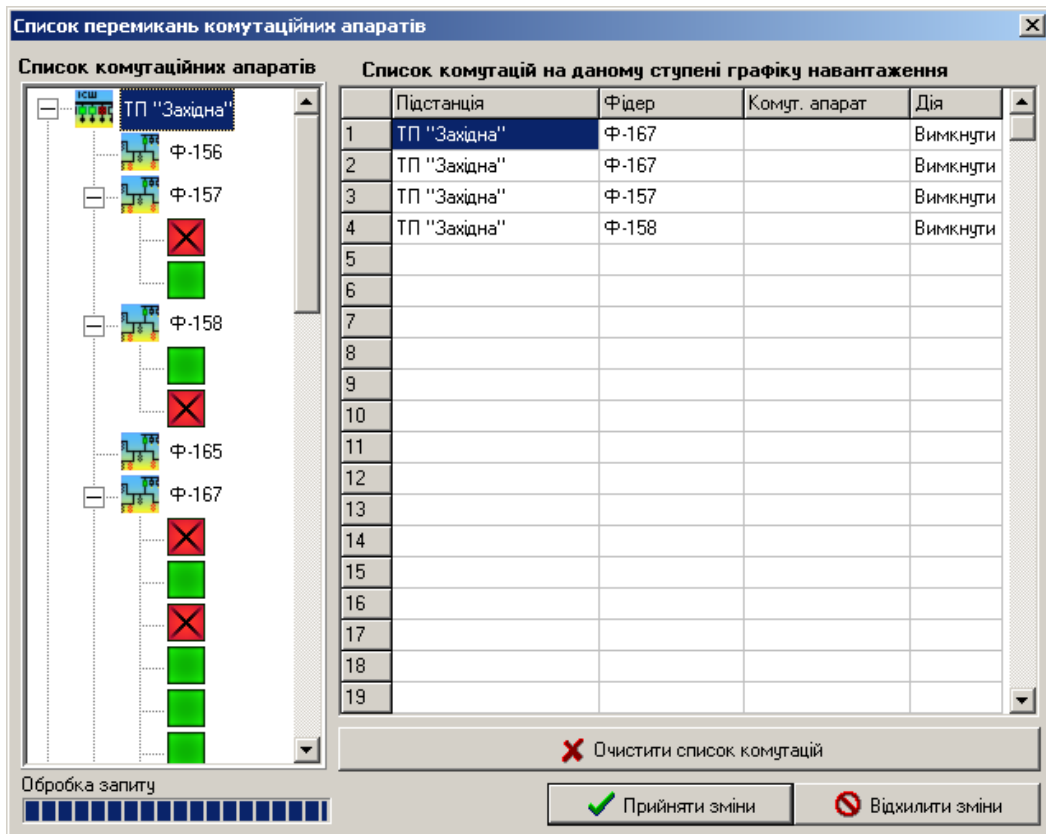 Список перемикань комутаційних апаратів
Список комутаційних апаратів
ІСШ
ТП "Західна"
Ф-156
Ф-157
Ф-158
Ф-165
Ф-167
Список комутацій на даному ступені графіку навантаження
Підстанція Фідер Комут. апарат Дія
1 ТП "Західна" Ф-167 Вимкнути
2 ТП "Західна" Ф-167 Вимкнути
3 ТП "Західна" Ф-157 Вимкнути
4 ТП "Західна" Ф-158 Вимкнути
5
6
7
8
9
10
11
12
13
14
15
16
17
18
19
Очистити список комутацій
Обробка запиту
Прийняти зміни
Відхилити зміни